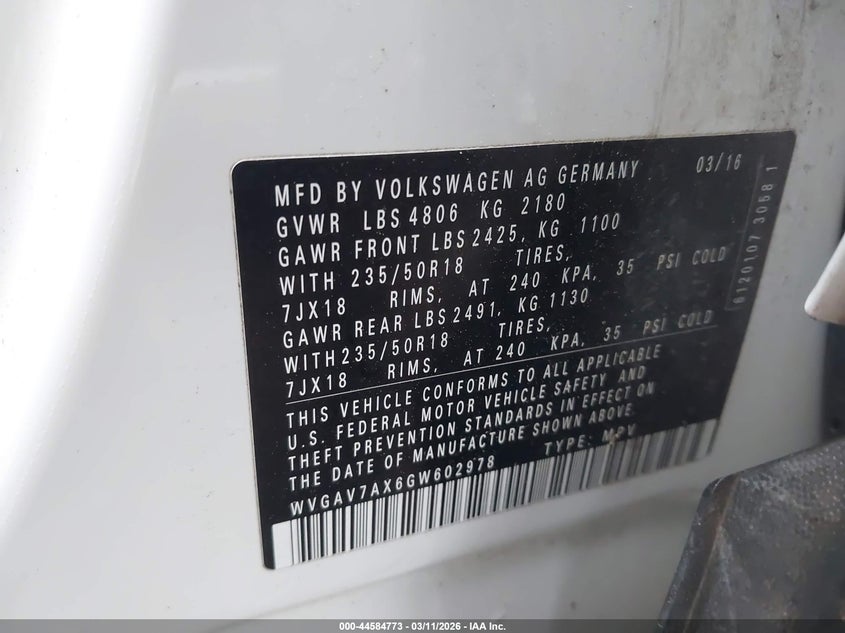 MFD BY VOLKSWAGEN AG GERMANY 03/16
GVWR LBS 4806 KG 2180
GAWR FRONT LBS 2425, KG 1100
WITH 235/50R18 TIRES,
7JX18 RIMS, AT 240 KPA, 35 PSI COLD
GAWR REAR LBS 2491, KG 1130
WITH 235/50R18 TIRES,
7JX18 RIMS, AT 240 KPA, 35 PSI COLD
THIS VEHICLE CONFORMS TO ALL APPLICABLE
U.S. FEDERAL MOTOR VEHICLE SAFETY AND
THEFT PREVENTION STANDARDS IN EFFECT ON
THE DATE OF MANUFACTURE SHOWN ABOVE.
WVGAV7AX6GW602978 TYPE: MPV
6120107 3058 1
000-44584773 - 03/11/2026 - IAA Inc.